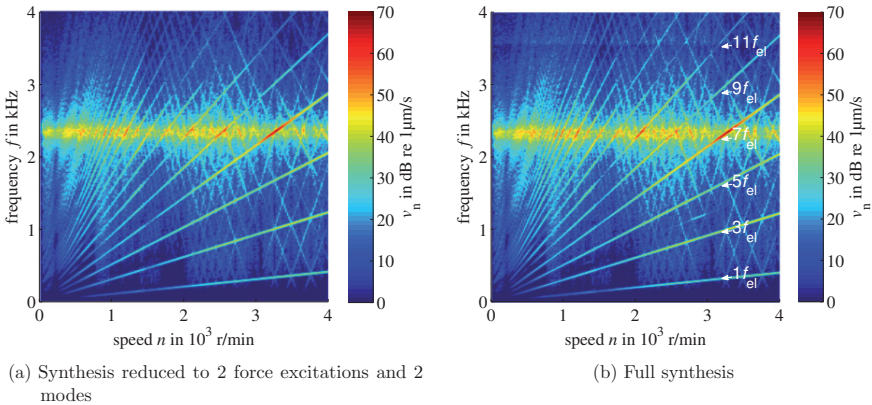 4
3
2
1
0
frequency f in kHz
0 1 2 3 4
speed n in 10³ r/min
70
60
50
40
30
20
10
0
vₙ in dB re 1μm/s
(a) Synthesis reduced to 2 force excitations and 2
modes
4
3
2
1
0
frequency f in kHz
11fel
9fel
7fel
5fel
3fel
1fel
0 1 2 3 4
speed n in 10³ r/min
70
60
50
40
30
20
10
0
vₙ in dB re 1μm/s
(b) Full synthesis